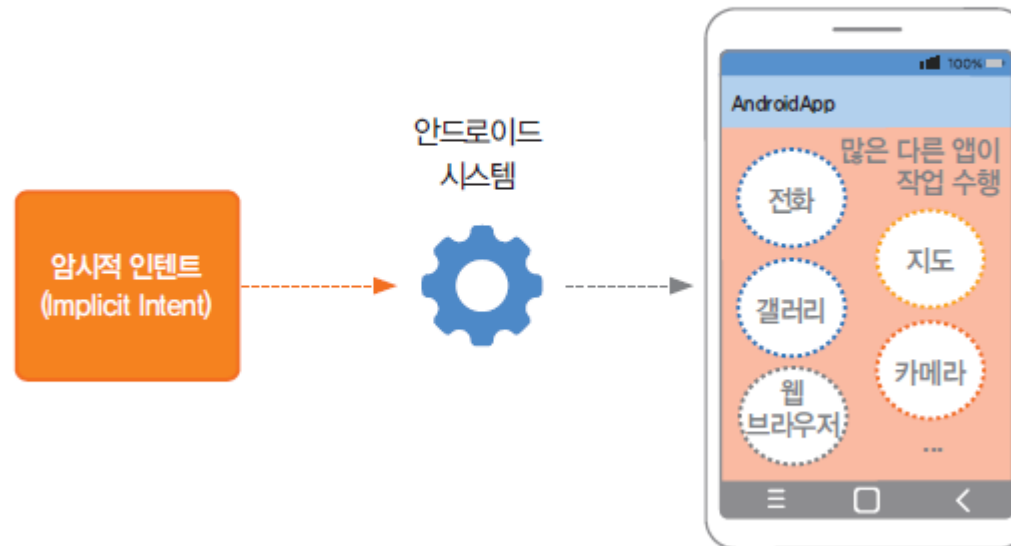 암시적 인텐트
(Implicit Intent)
안드로이드
시스템
100%
AndroidApp
많은 다른 앱이
작업 수행
전화
지도
갤러리
카메라
웹
브라우저
...